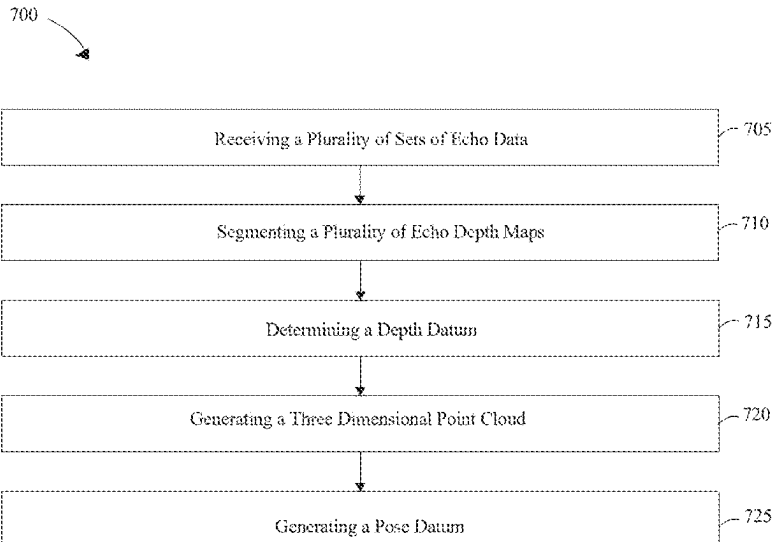 700
Receiving a Plurality of Sets of Echo Data
705
Segmenting a Plurality of Echo Depth Maps
710
Determining a Depth Datum
715
Generating a Three Dimensional Point Cloud
720
Generating a Pose Datum
725